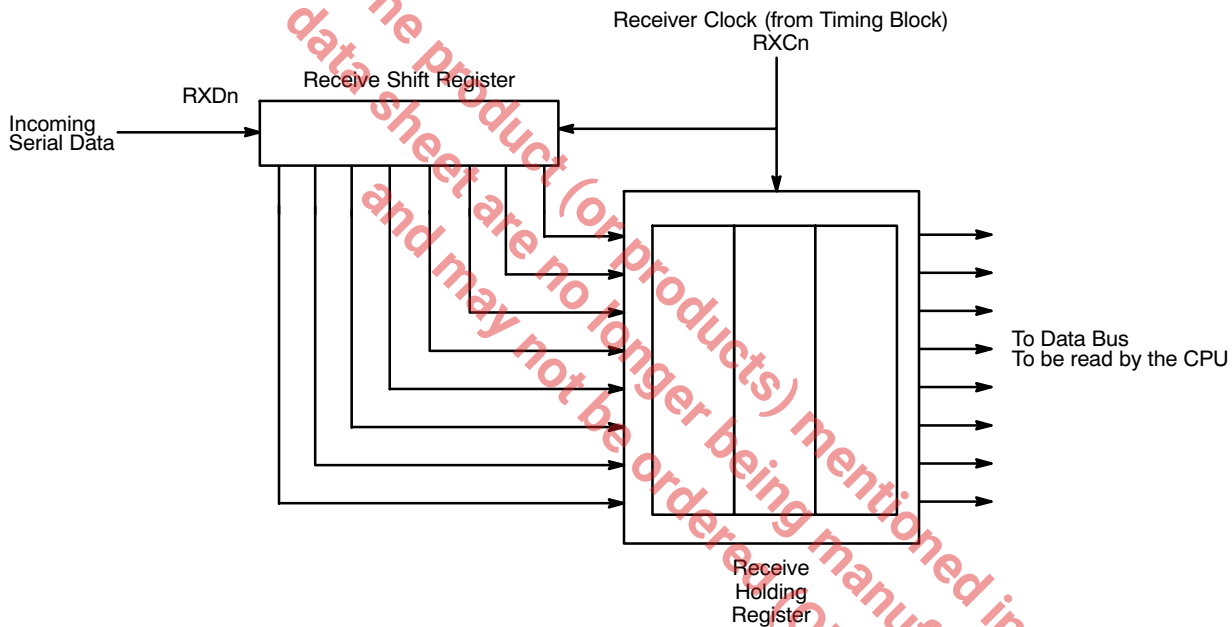 Receiver Clock (from Timing Block)
RXCn
Receive Shift Register
RXDn
Incoming
Serial Data
To Data Bus
To be read by the CPU
Receive
Holding
Register
he product (or products) mentioned in
data sheet are no longer being manuf
and may not be ordered (O